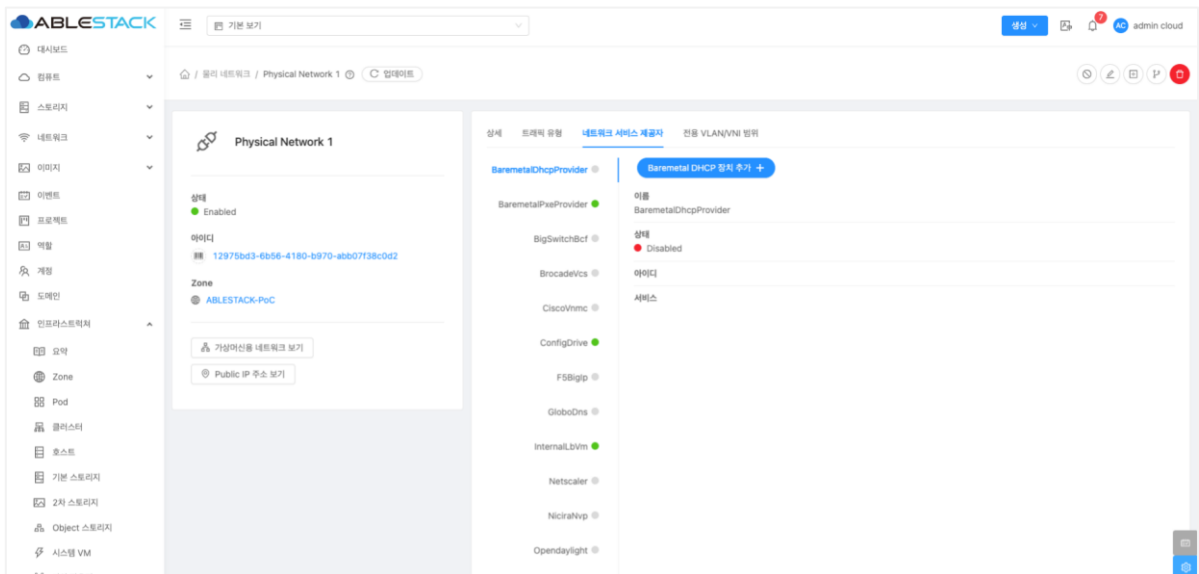 ABLESTACK
기본 보기
생성
7
AC
admin cloud
대시보드
컴퓨트
스토리지
네트워크
이미지
이벤트
프로젝트
역할
계정
도메인
인프라스트럭쳐
요약
Zone
Pod
클러스터
호스트
기본 스토리지
2차 스토리지
Object 스토리지
시스템 VM
/ 물리 네트워크 / Physical Network 1
업데이트
Physical Network 1
상태
Enabled
아이디
12975bd3-6b56-4180-b970-abb07f38c0d2
Zone
ABLESTACK-PoC
가상머신용 네트워크 보기
Public IP 주소 보기
상세 트래픽 유형 네트워크 서비스 제공자 전용 VLAN/VNI 범위
BaremetalDhcpProvider
BaremetalPxeProvider
BigSwitchBcf
BrocadeVcs
CiscoVnmc
ConfigDrive
F5BigIp
GloboDns
InternalLbVm
Netscaler
NiciraNvp
Opendaylight
Baremetal DHCP 장치 추가 +
이름
BaremetalDhcpProvider
상태
Disabled
아이디
서비스